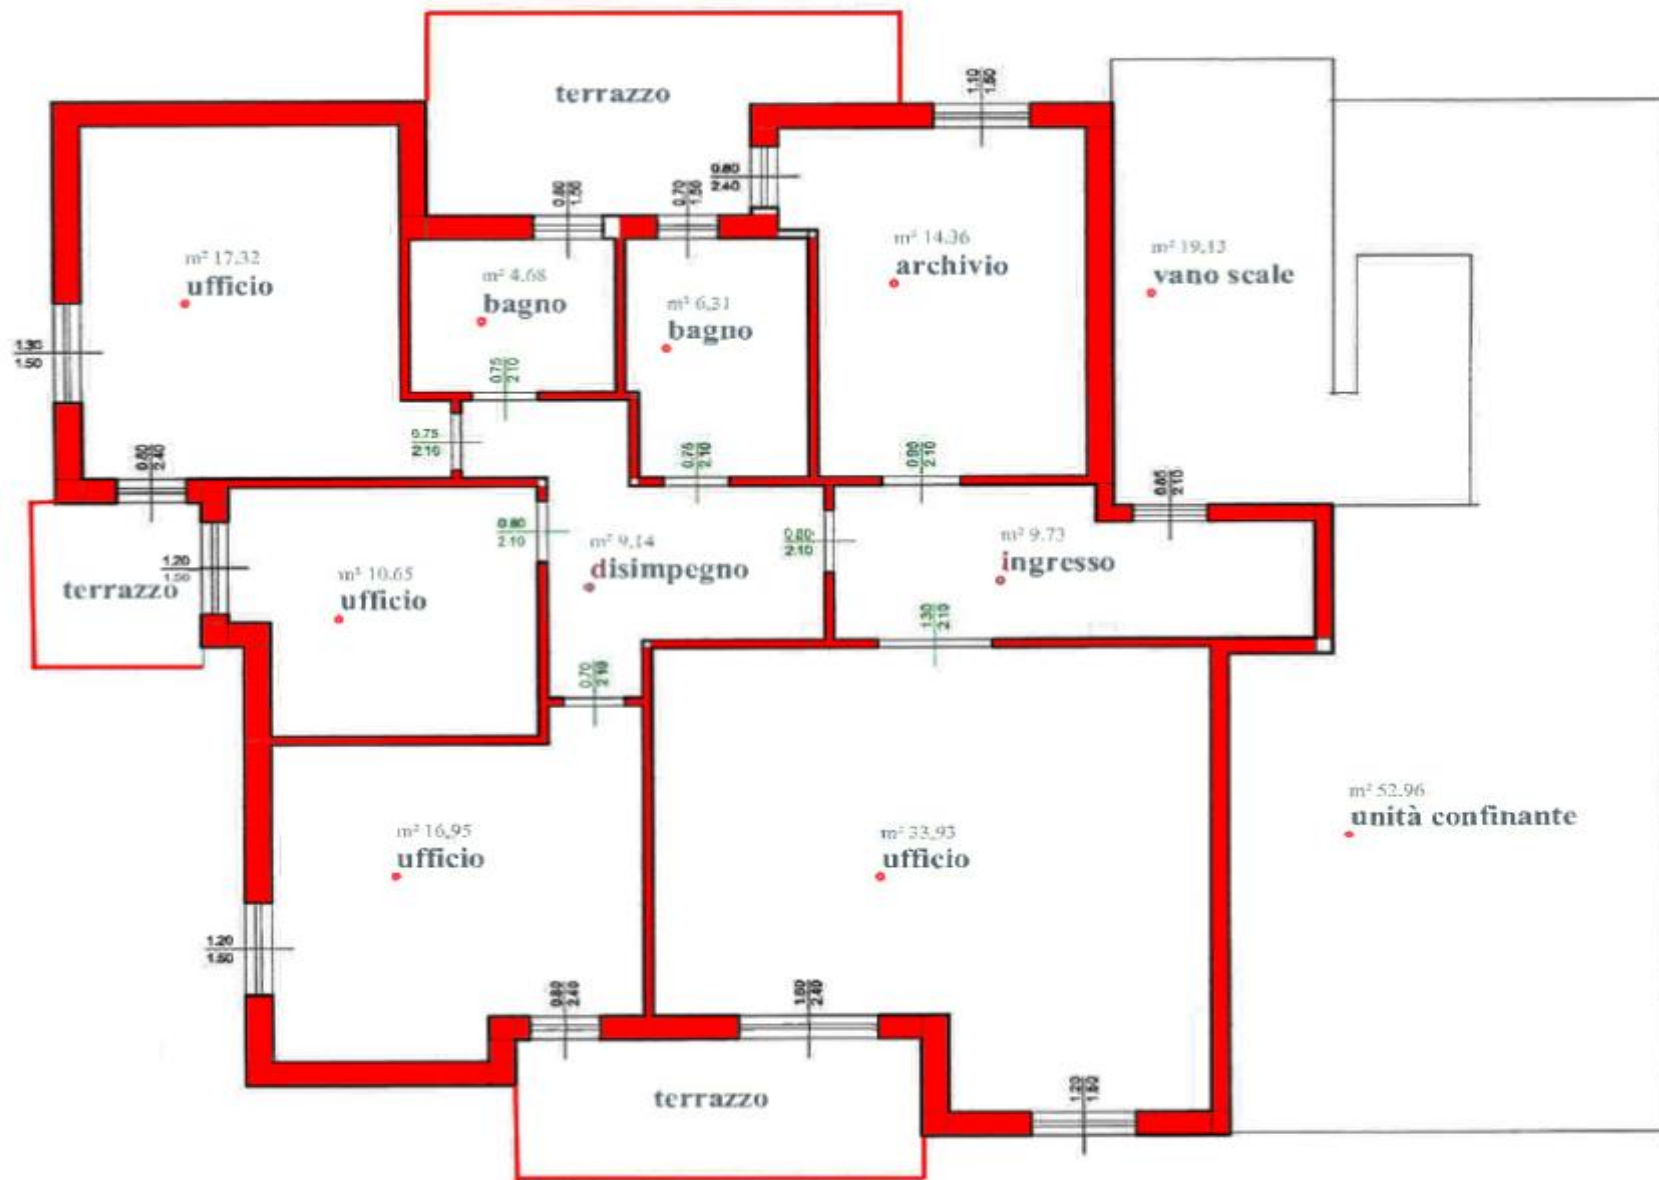 terrazzo
1.10
1.50
0.80
2.40
0.80
1.50
0.70
1.50
m² 17.32
ufficio
m² 4.68
bagno
m² 6,31
bagno
m² 14.36
archivio
m² 19,13
vano scale
1.30
1.50
0.75
2.10
0.75
2.10
0.80
2.40
0.75
2.10
0.90
2.10
0.85
2.10
terrazzo
1.20
1.50
m² 10.65
ufficio
0.80
2.10
m² 9,14
disimpegno
0.80
2.10
m² 9.73
ingresso
1.30
2.10
0.70
2.10
m² 16,95
ufficio
m² 33,93
ufficio
m² 52.96
unità confinante
1.20
1.50
0.80
2.40
1.60
2.40
terrazzo
1.20
1.50